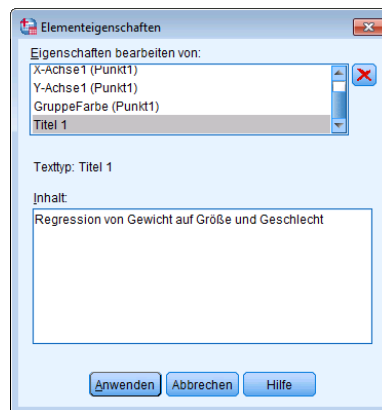 Elementeigenschaften
Eigenschaften bearbeiten von:
X-Achse1 (Punkt1)
Y-Achse1 (Punkt1)
GruppeFarbe (Punkt1)
Titel 1
Texttyp: Titel 1
Inhalt:
Regression von Gewicht auf Größe und Geschlecht
Anwenden Abbrechen Hilfe